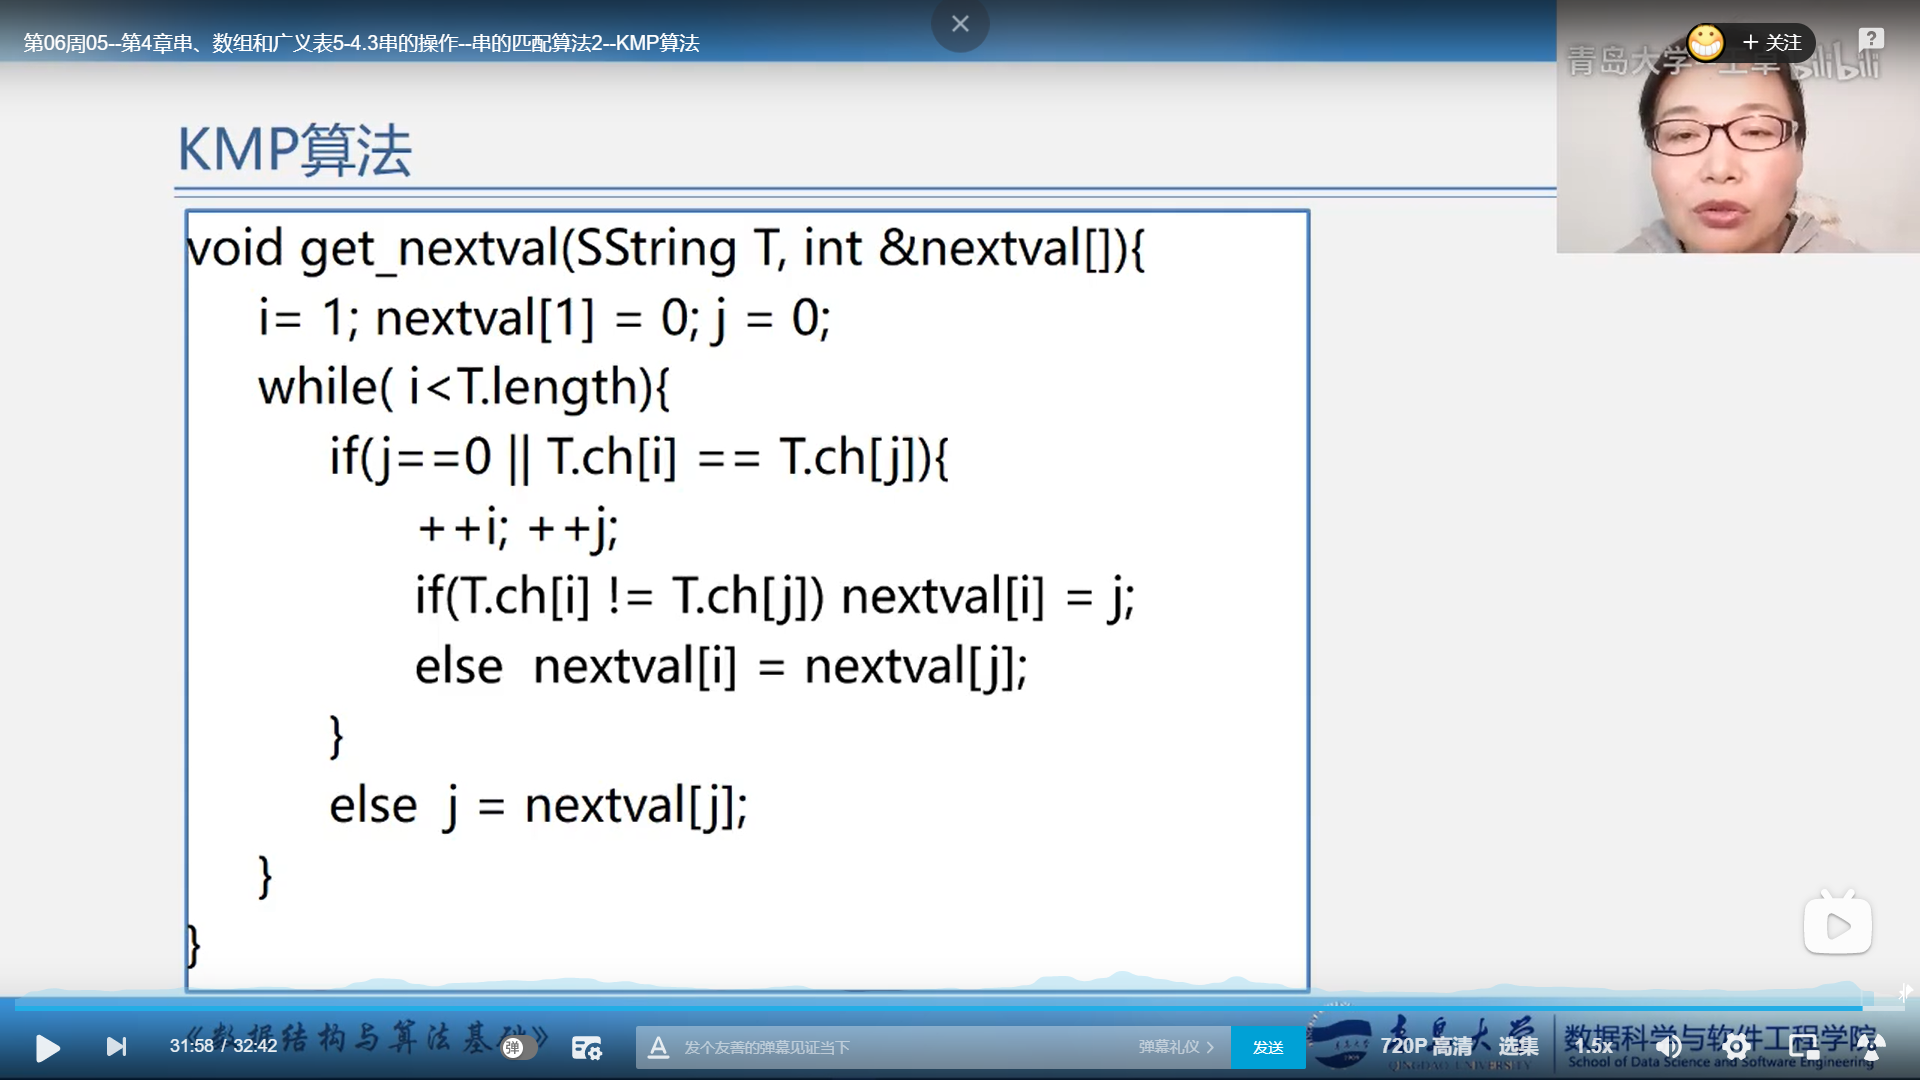 第06周05--第4章串、数组和广义表5-4.3串的操作--串的匹配算法2--KMP算法
+ 关注
?
bilibili
KMP算法
void get_nextval(SString T, int &nextval[]){
i= 1; nextval[1] = 0; j = 0;
while( i<T.length){
if(j==0 || T.ch[i] == T.ch[j]){
++i; ++j;
if(T.ch[i] != T.ch[j]) nextval[i] = j;
else nextval[i] = nextval[j];
}
else j = nextval[j];
}
}
《数据结构与算法基础》
31:58 / 32:42
弹
A 发个友善的弹幕见证当下
弹幕礼仪 >
发送
青岛大学
QINGDAO UNIVERSITY
720P 高清
选集
1.5x
数据科学与软件工程学院
School of Data Science and Software Engineering